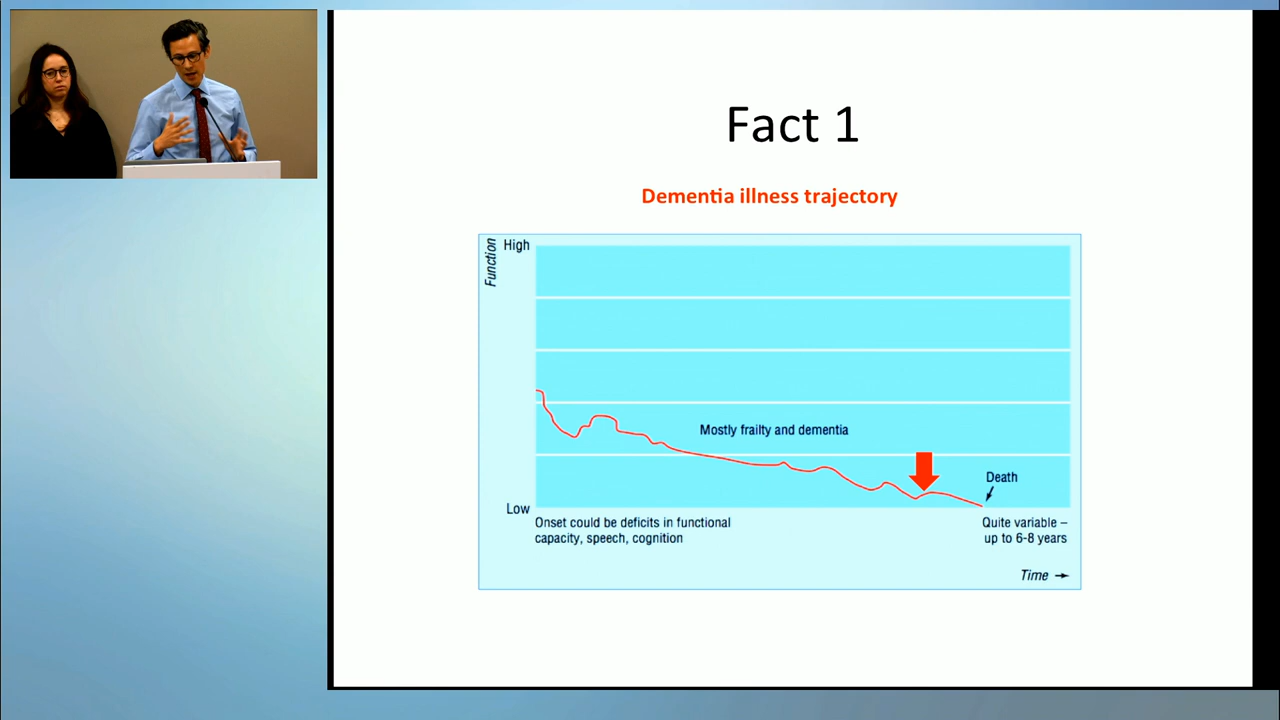 Fact 1
Dementia illness trajectory
Function
High
Mostly frailty and dementia
Death
Low
Onset could be deficits in functional
capacity, speech, cognition
Quite variable –
up to 6-8 years
Time